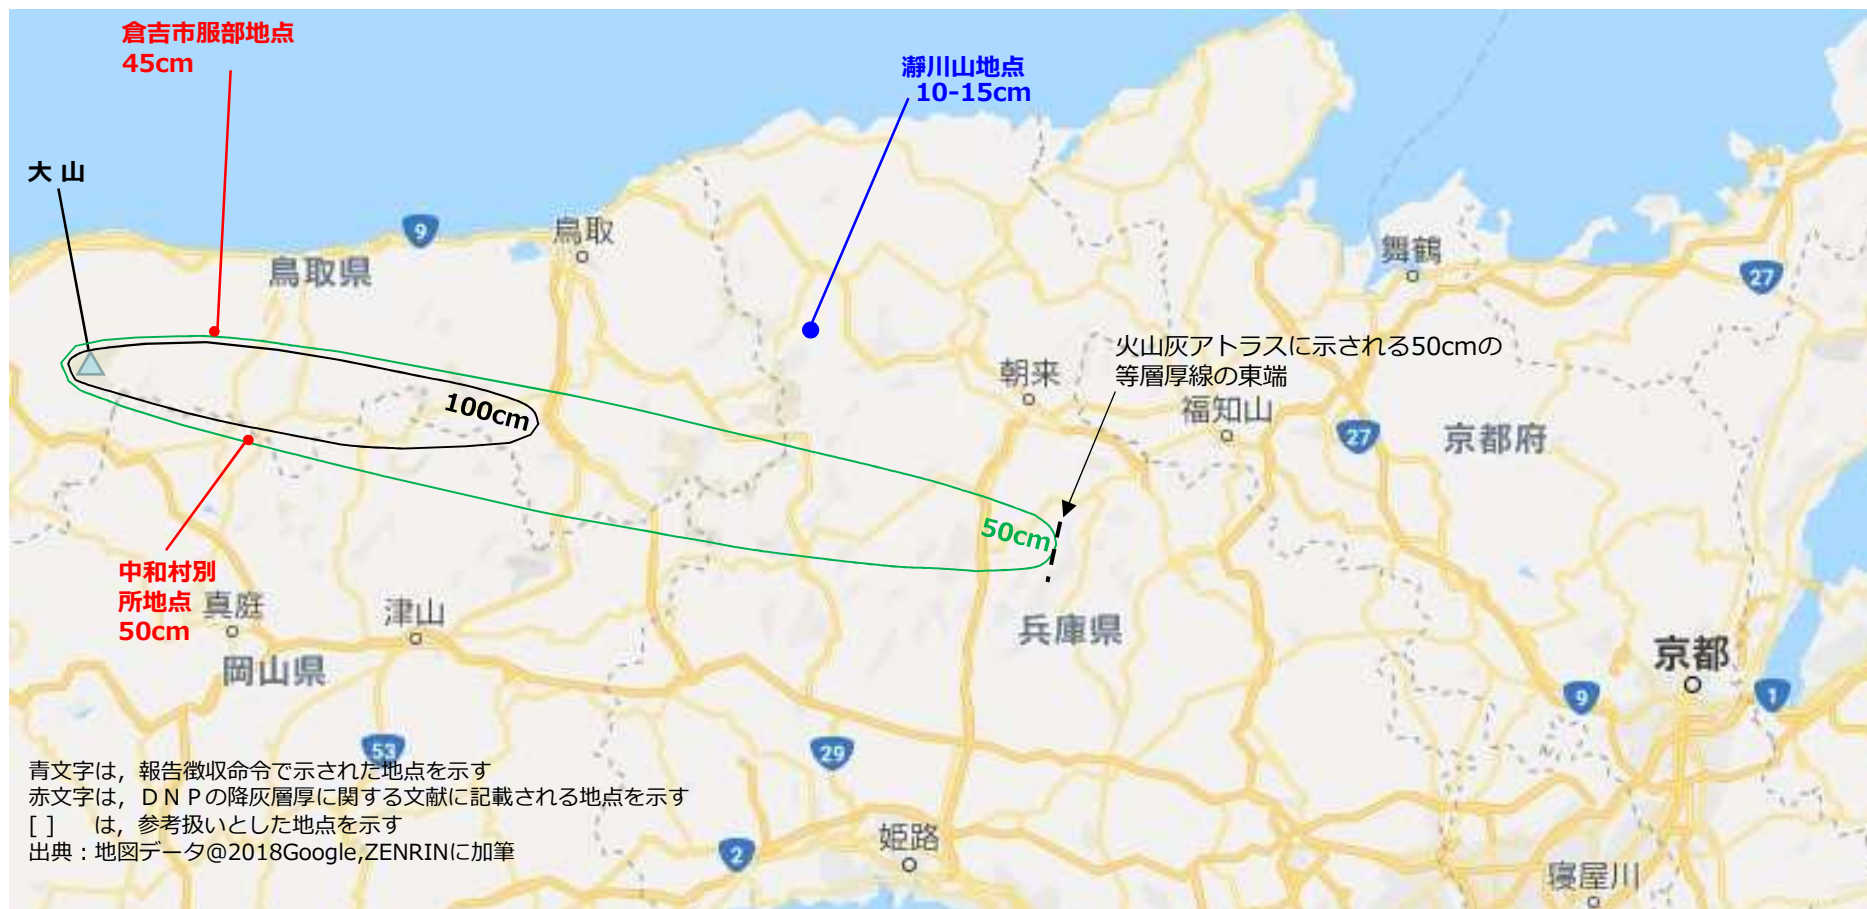 倉吉市服部地点
45cm
瀞川山地点
10-15cm
大 山
9
鳥取
鳥取県
舞鶴
27
火山灰アトラスに示される50cmの
等層厚線の東端
朝来
福知山
100cm
27
京都府
50cm
中和村別
所地点
50cm
真庭
津山
兵庫県
岡山県
京都
9
1
53
29
青文字は，報告徴収命令で示された地点を示す
赤文字は，ＤＮＰの降灰層厚に関する文献に記載される地点を示す
[ ] は，参考扱いとした地点を示す
出典：地図データ@2018Google,ZENRINに加筆
2
姫路
寝屋川